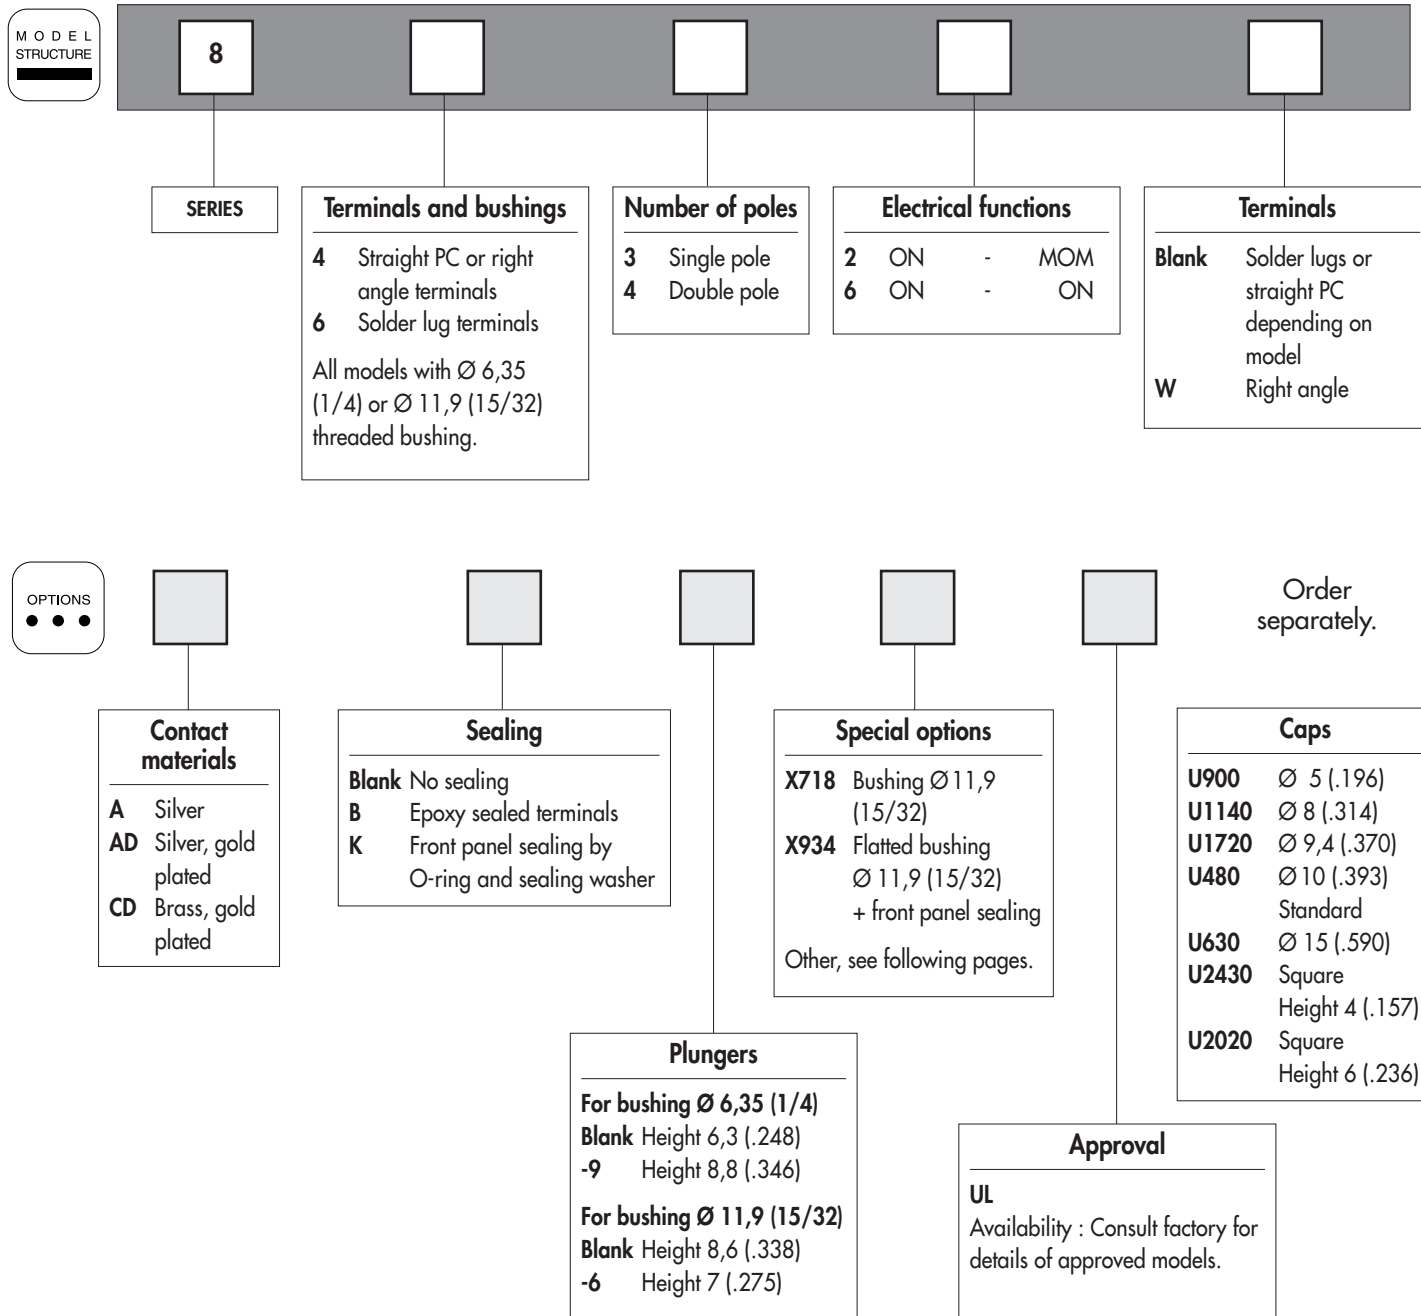 MODEL
STRUCTURE
8
SERIES
Terminals and bushings
4 Straight PC or right
angle terminals
6 Solder lug terminals
All models with Ø 6,35
(1/4) or Ø 11,9 (15/32)
threaded bushing.
Number of poles
3 Single pole
4 Double pole
Electrical functions
2 ON - MOM
6 ON - ON
Terminals
Blank Solder lugs or
straight PC
depending on
model
W Right angle
OPTIONS
Order
separately.
Contact
materials
A Silver
AD Silver, gold
plated
CD Brass, gold
plated
Sealing
Blank No sealing
B Epoxy sealed terminals
K Front panel sealing by
O-ring and sealing washer
Plungers
For bushing Ø 6,35 (1/4)
Blank Height 6,3 (.248)
-9 Height 8,8 (.346)
For bushing Ø 11,9 (15/32)
Blank Height 8,6 (.338)
-6 Height 7 (.275)
Special options
X718 Bushing Ø 11,9
(15/32)
X934 Flatted bushing
Ø 11,9 (15/32)
+ front panel sealing
Other, see following pages.
Approval
UL
Availability : Consult factory for
details of approved models.
Caps
U900 Ø 5 (.196)
U1140 Ø 8 (.314)
U1720 Ø 9,4 (.370)
U480 Ø 10 (.393)
Standard
U630 Ø 15 (.590)
U2430 Square
Height 4 (.157)
U2020 Square
Height 6 (.236)